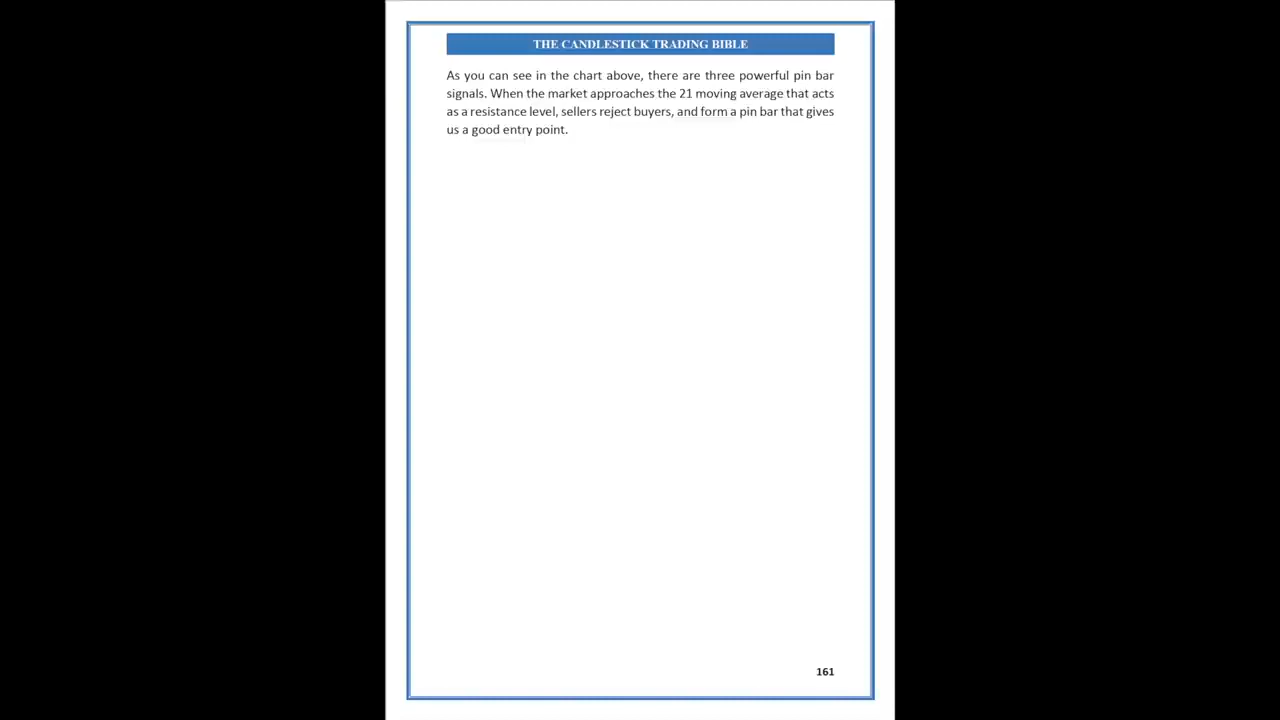 THE CANDLESTICK TRADING BIBLE
As you can see in the chart above, there are three powerful pin bar
signals. When the market approaches the 21 moving average that acts
as a resistance level, sellers reject buyers, and form a pin bar that gives
us a good entry point.
161